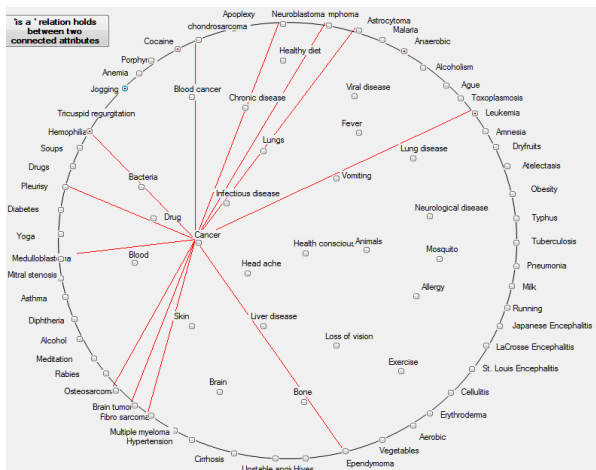 'is a ' relation holds
between two
connected attributes
Apoplexy
Neuroblastoma
mphoma
Astrocytoma
chondrosarcoma
Malaria
Cocaine
Anaerobic
Healthy diet
Porphyr
Alcoholism
Anemia
Jogging
Blood cancer
Viral disease
Ague
Chronic disease
Toxoplasmosis
Tricuspid regurgitation
Leukemia
Hemophilia
Fever
Amnesia
Lungs
Soups
Dryfruits
Lung disease
Drugs
Atelectasis
Bacteria
Vomiting
Pleurisy
Infectious disease
Obesity
Diabetes
Drug
Neurological disease
Typhus
Yoga
Cancer
Tuberculosis
Health conscious
Animals
Medulloblastoma
Blood
Mosquito
Head ache
Pneumonia
Mitral stenosis
Milk
Asthma
Allergy
Running
Diphtheria
Skin
Liver disease
Japanese Encephalitis
Alcohol
Loss of vision
LaCrosse Encephalitis
Meditation
Exercise
St. Louis Encephalitis
Rabies
Osteosarcom
Brain
Bone
Cellulitis
Brain tumor
Fibro sarcoma
Erythroderma
Multiple myeloma
Aerobic
Hypertension
Vegetables
Cirrhosis
Ependymoma
Unstable angi
Hives